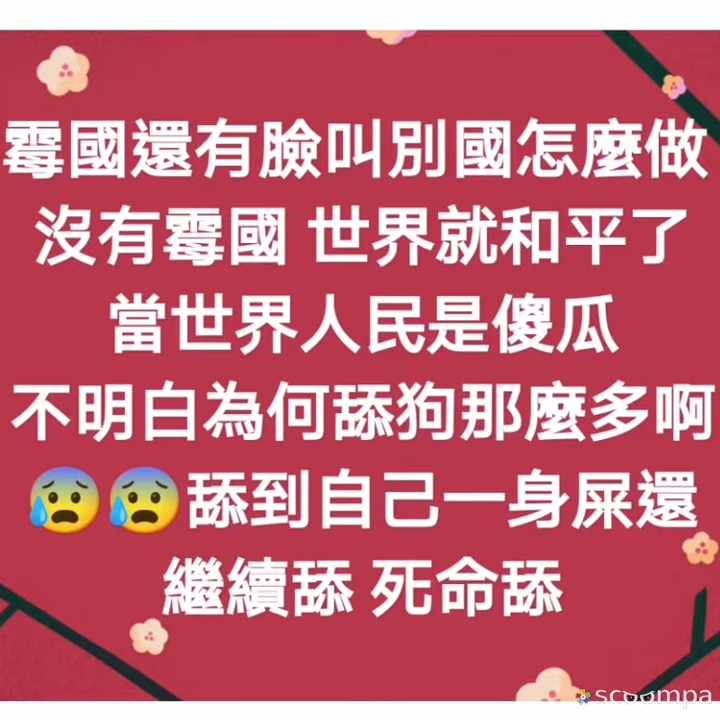 霉國還有臉叫別國怎麼做
沒有霉國 世界就和平了
當世界人民是傻瓜
不明白為何舔狗那麼多啊
😰😰舔到自己一身屎還
繼續舔 死命舔
scoompa